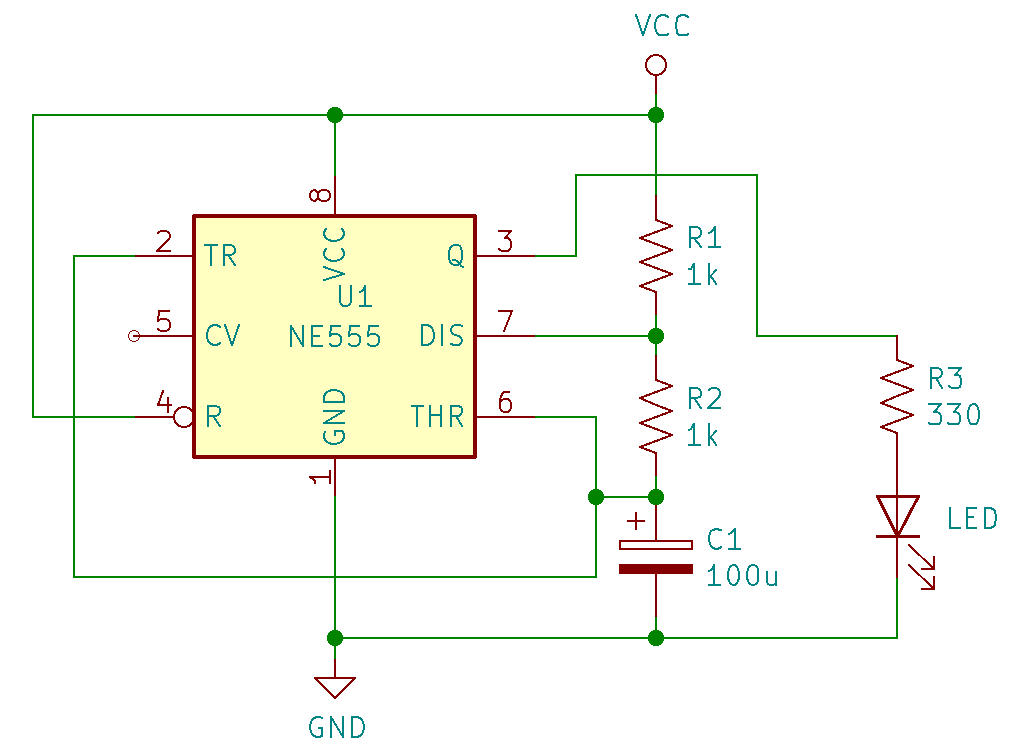 VCC
8
2
TR
VCC
Q
3
R1
1k
U1
NE555
5
CV
DIS
7
4
R
GND
THR
6
R2
1k
R3
330
1
+
C1
100u
LED
GND